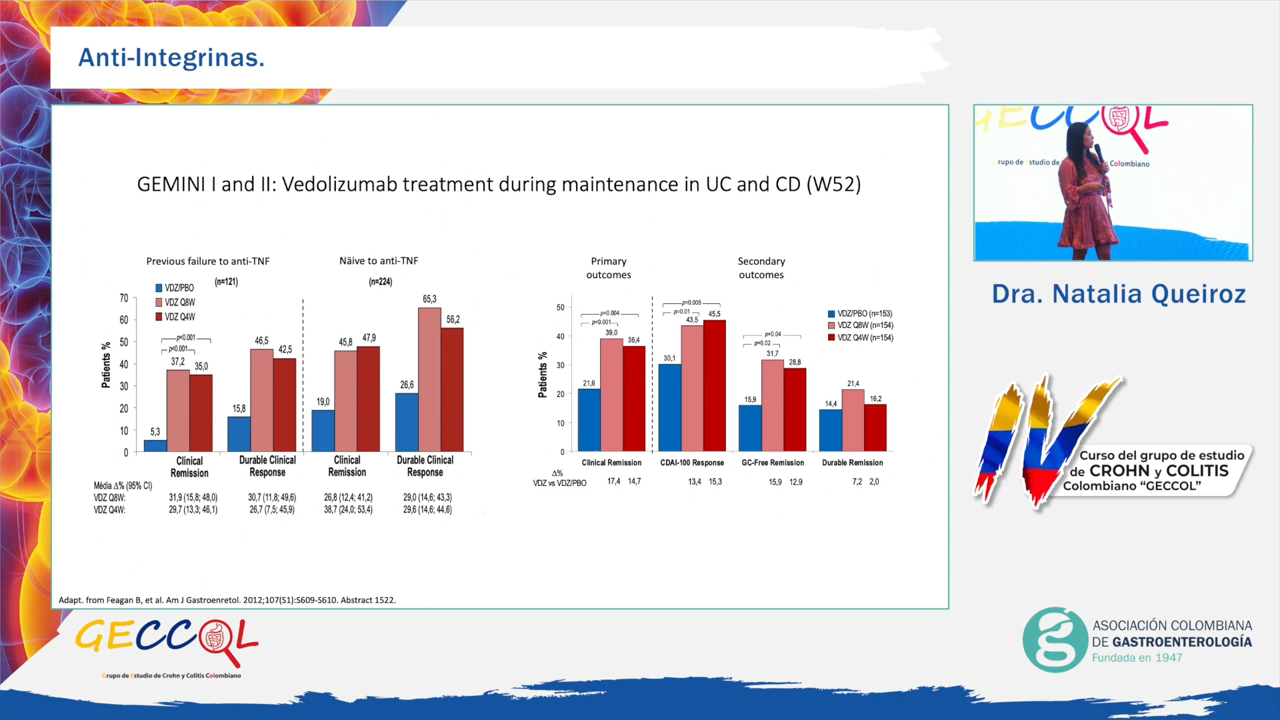 Anti-Integrinas.
GEMINI I and II: Vedolizumab treatment during maintenance in UC and CD (W52)
Previous failure to anti-TNF
(n=121)
Näive to anti-TNF
(n=224)
VDZ/PBO
VDZ Q8W
VDZ Q4W
Patients %
70
60
50
40
30
20
10
0
p<0.001
p<0.001
5,3
37,2
35,0
15,8
46,5
42,5
19,0
45,8
47,9
26,6
65,3
56,2
Clinical
Remission
Durable Clinical
Response
Clinical
Remission
Durable Clinical
Response
Média Δ% (95% CI)
VDZ Q8W: 31,9 (15,8; 48,0) 30,7 (11,8; 49,6) 26,8 (12,4; 41,2) 29,0 (14,6; 43,3)
VDZ Q4W: 29,7 (13,3; 46,1) 26,7 (7,5; 45,9) 38,7 (24,0; 53,4) 29,6 (14,6; 44,6)
Primary
outcomes
Secondary
outcomes
VDZ/PBO (n=153)
VDZ Q8W (n=154)
VDZ Q4W (n=154)
Patients %
50
40
30
20
10
0
p=0.004
p<0.001
21,6
39,0
36,4
p=0.005
p=0.01
30,1
43,5
45,5
p=0.04
p=0.02
15,9
31,7
28,8
14,4
21,4
16,2
Clinical Remission
CDAI-100 Response
GC-Free Remission
Durable Remission
Δ%
VDZ vs VDZ/PBO 17,4 14,7 13,4 15,3 15,9 12,9 7,2 2,0
Adapt. from Feagan B, et al. Am J Gastroenretol. 2012;107(S1):S609-S610. Abstract 1522.
GECCOL
rupo de studio de Colombiano
Dra. Natalia Queiroz
IV
Curso del grupo de estudio
de CROHN y COLITIS
Colombiano “GECCOL”
GECCOL
Grupo de Estudio de Crohn y Colitis Colombiano
ASOCIACIÓN COLOMBIANA
DE GASTROENTEROLOGÍA
Fundada en 1947